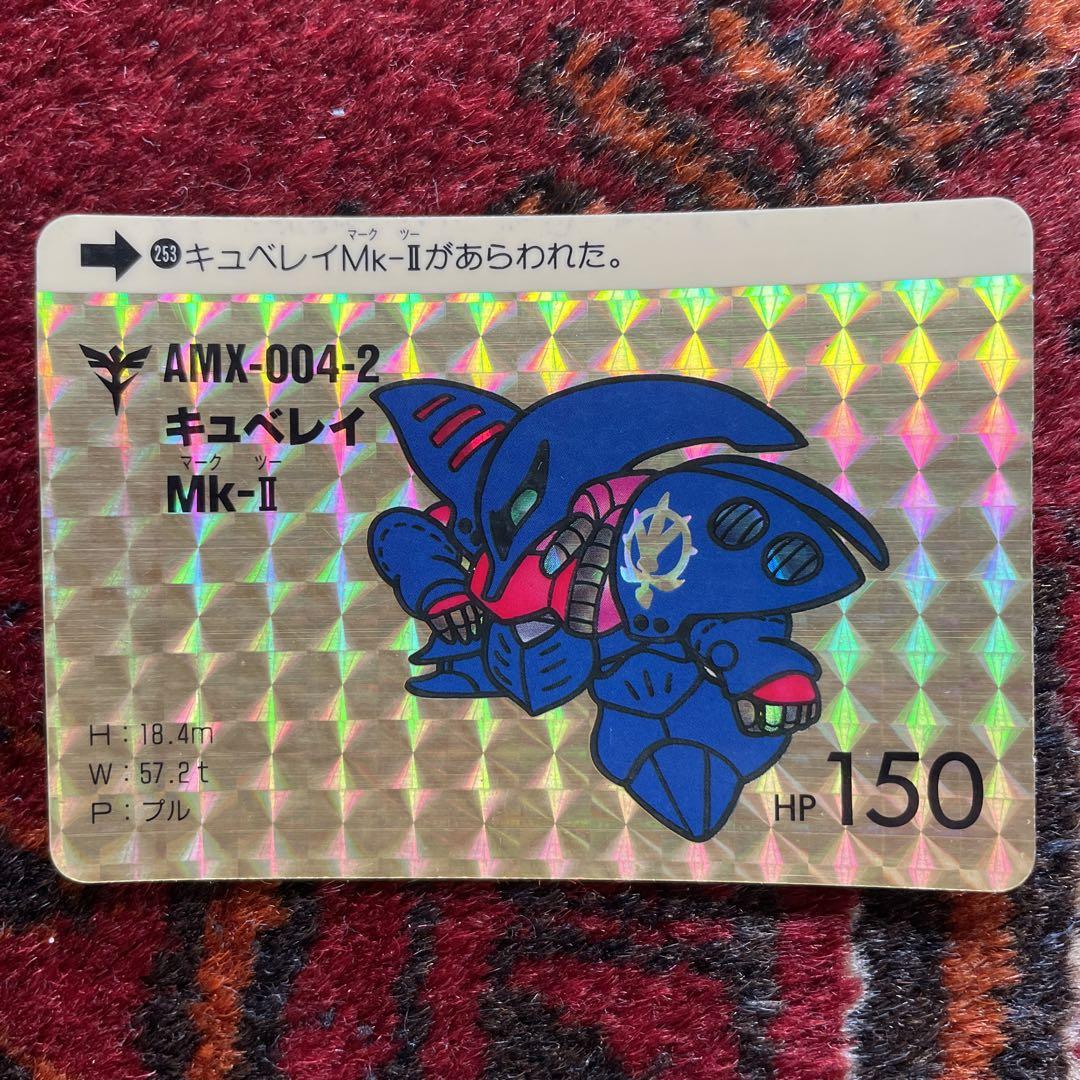 マーク ツー
253 キュベレイMk-Ⅱがあらわれた。
AMX-004-2
キュベレイ
マーク ツー
Mk-Ⅱ
H:18.4m
W:57.2t
P:プル
HP 150